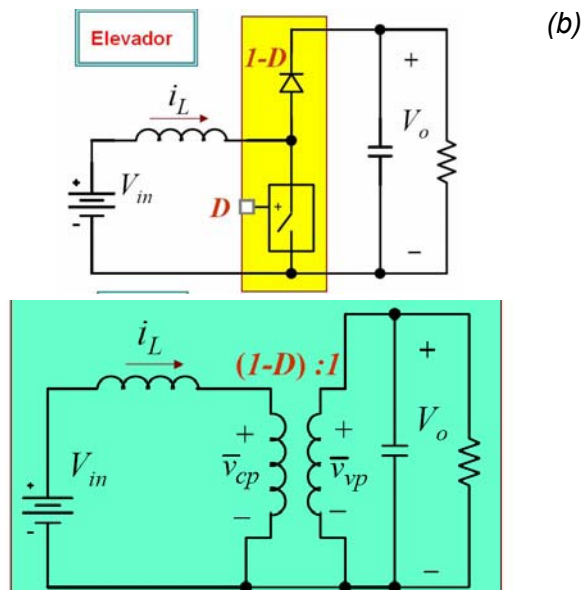 Elevador
(b)
1-D
i_L
+
V_o
V_in
+
-
D
+
−
i_L
(1-D) :1
+
V_o
+
v̅_cp
−
+
v̅_vp
−
V_in
+
-
−